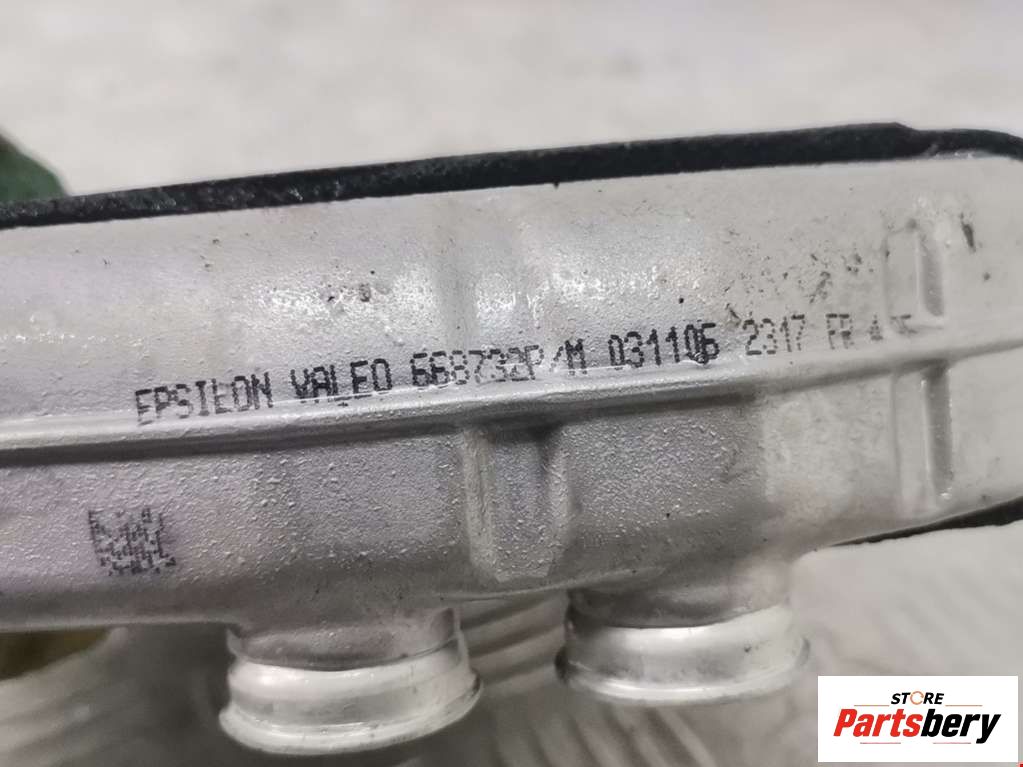 EPSILON VALEO 668732P/M 031106 2317 FR
STORE
Partsbery